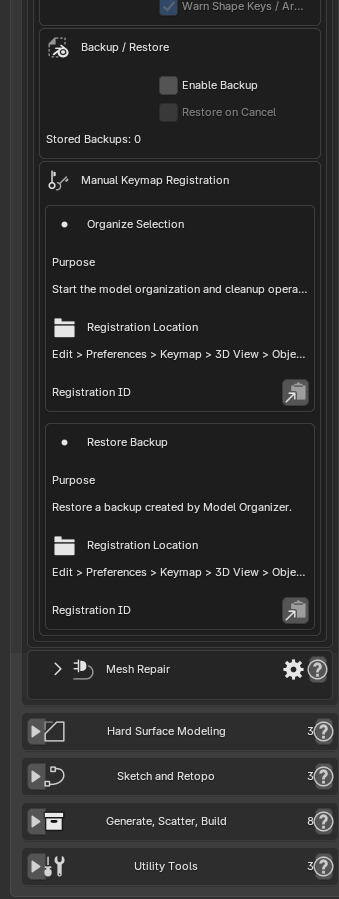 Warn Shape Keys / Ar...
Backup / Restore
Enable Backup
Restore on Cancel
Stored Backups: 0
Manual Keymap Registration
Organize Selection
Purpose
Start the model organization and cleanup opera...
Registration Location
Edit > Preferences > Keymap > 3D View > Obje...
Registration ID
Restore Backup
Purpose
Restore a backup created by Model Organizer.
Registration Location
Edit > Preferences > Keymap > 3D View > Obje...
Registration ID
Mesh Repair ?
Hard Surface Modeling 3 ?
Sketch and Retopo 3 ?
Generate, Scatter, Build 8 ?
Utility Tools 3 ?